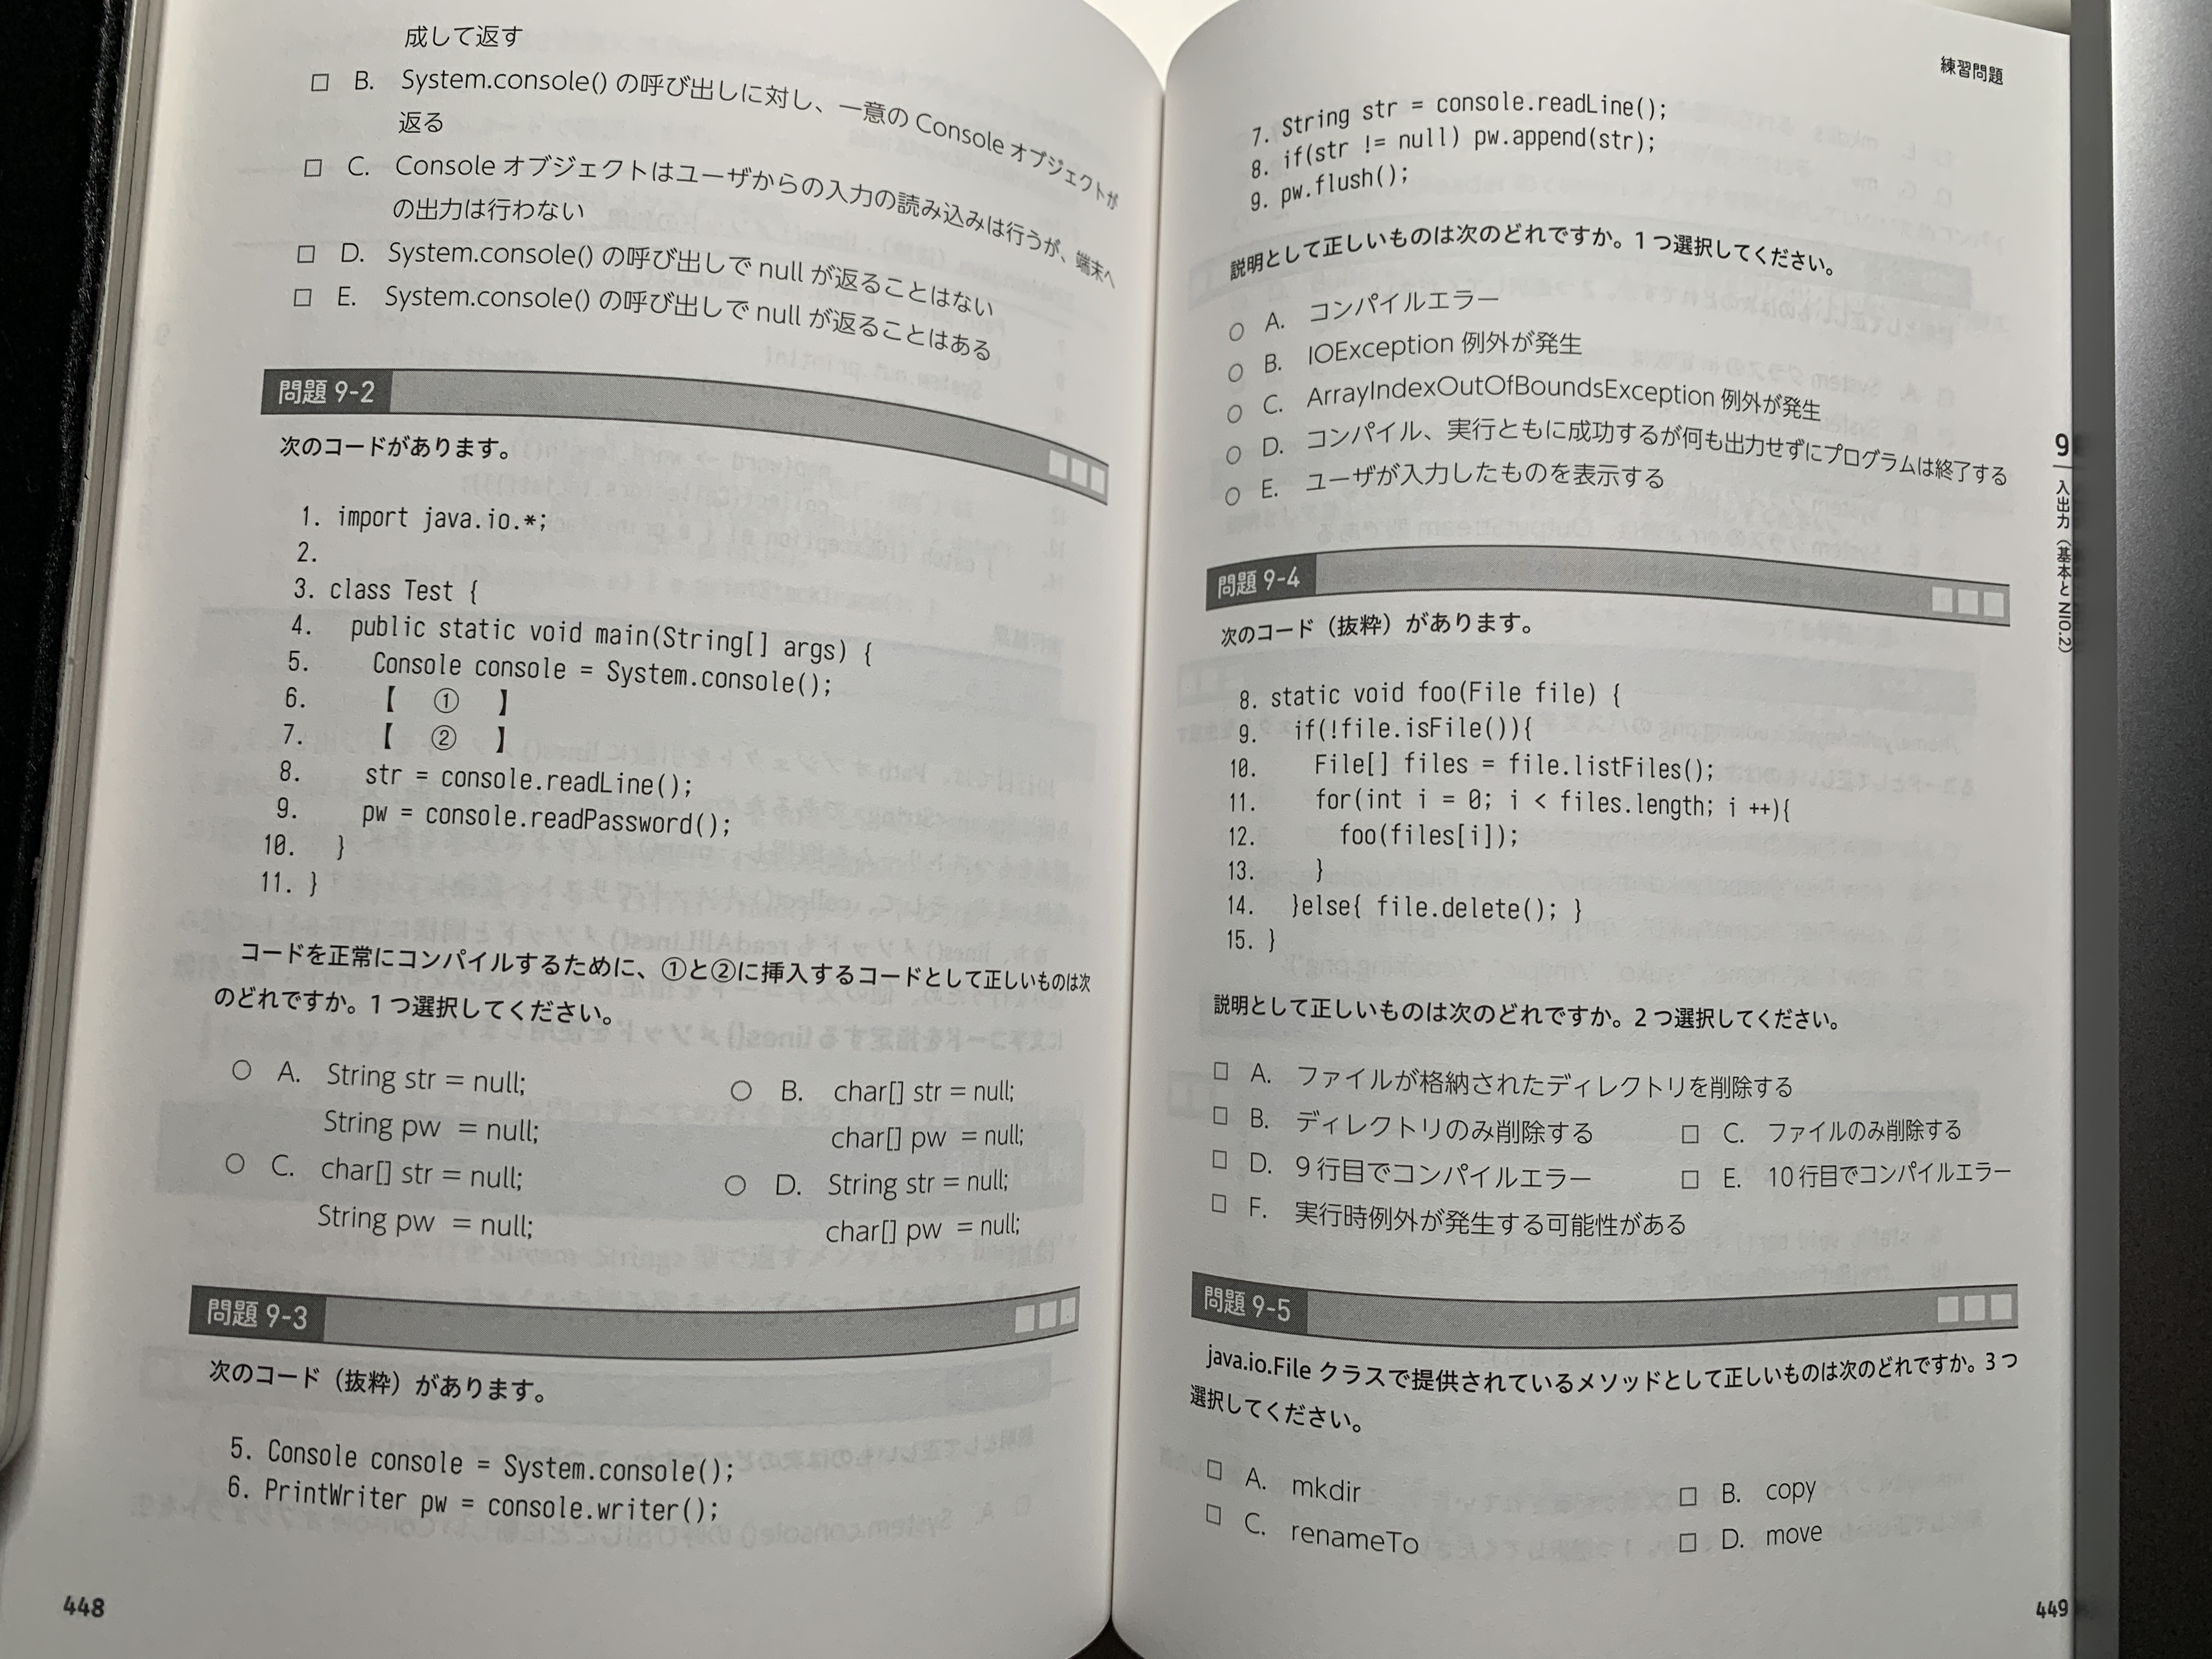 成して返す
□ B. System.console() の呼び出しに対し、一意の Console オブジェクトが
返る
□ C. Console オブジェクトはユーザからの入力の読み込みは行うが、端末へ
の出力は行わない
□ D. System.console() の呼び出しで null が返ることはない
□ E. System.console() の呼び出しで null が返ることはある
問題 9-2
次のコードがあります。
1. import java.io.*;
2.
3. class Test {
4. public static void main(String[] args) {
5. Console console = System.console();
6. 【 ① 】
7. 【 ② 】
8. str = console.readLine();
9. pw = console.readPassword();
10. }
11. }
コードを正常にコンパイルするために、①と②に挿入するコードとして正しいものは次
のどれですか。1 つ選択してください。
○ A. String str = null;
String pw = null;
○ B. char[] str = null;
char[] pw = null;
○ C. char[] str = null;
String pw = null;
○ D. String str = null;
char[] pw = null;
問題 9-3
次のコード（抜粋）があります。
5. Console console = System.console();
6. PrintWriter pw = console.writer();
448
練習問題
7. String str = console.readLine();
8. if(str != null) pw.append(str);
9. pw.flush();
説明として正しいものは次のどれですか。1 つ選択してください。
○ A. コンパイルエラー
○ B. IOException 例外が発生
○ C. ArrayIndexOutOfBoundsException 例外が発生
○ D. コンパイル、実行ともに成功するが何も出力せずにプログラムは終了する
○ E. ユーザが入力したものを表示する
問題 9-4
次のコード（抜粋）があります。
8. static void foo(File file) {
9. if(!file.isFile()){
10. File[] files = file.listFiles();
11. for(int i = 0; i < files.length; i ++){
12. foo(files[i]);
13. }
14. }else{ file.delete(); }
15. }
説明として正しいものは次のどれですか。2 つ選択してください。
□ A. ファイルが格納されたディレクトリを削除する
□ B. ディレクトリのみ削除する
□ C. ファイルのみ削除する
□ D. 9 行目でコンパイルエラー
□ E. 10 行目でコンパイルエラー
□ F. 実行時例外が発生する可能性がある
問題 9-5
java.io.File クラスで提供されているメソッドとして正しいものは次のどれですか。3 つ
選択してください。
□ A. mkdir
□ B. copy
□ C. renameTo
□ D. move
9 入出力（基本と NIO.2）
449